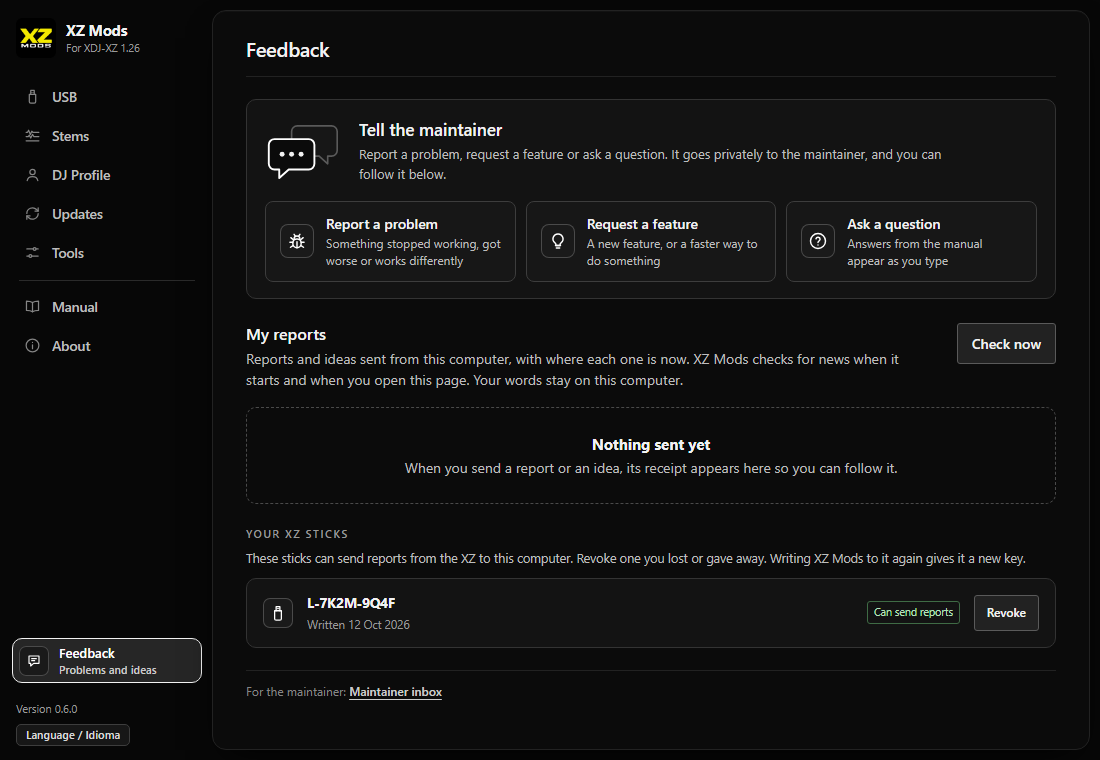 XZ MODS
XZ Mods
For XDJ-XZ 1.26
USB
Stems
DJ Profile
Updates
Tools
Manual
About
Feedback
Problems and ideas
Version 0.6.0
Language / Idioma
Feedback
Tell the maintainer
Report a problem, request a feature or ask a question. It goes privately to the maintainer, and you can
follow it below.
Report a problem
Something stopped working, got
worse or works differently
Request a feature
A new feature, or a faster way to
do something
Ask a question
Answers from the manual
appear as you type
My reports
Reports and ideas sent from this computer, with where each one is now. XZ Mods checks for news when it
starts and when you open this page. Your words stay on this computer.
Check now
Nothing sent yet
When you send a report or an idea, its receipt appears here so you can follow it.
YOUR XZ STICKS
These sticks can send reports from the XZ to this computer. Revoke one you lost or gave away. Writing XZ Mods to it again gives it a new key.
L-7K2M-9Q4F
Written 12 Oct 2026
Can send reports
Revoke
For the maintainer: Maintainer inbox